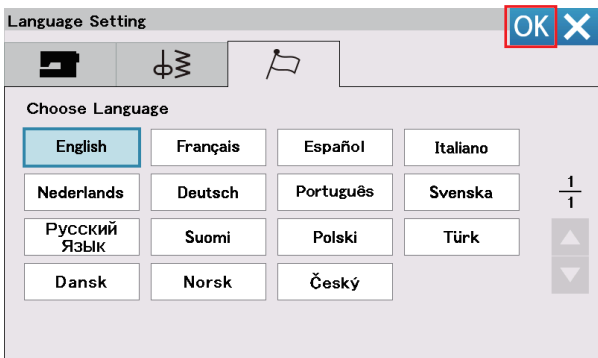 Language Setting
OK
Choose Language
English Français Español Italiano
Nederlands Deutsch Português Svenska
Русский
Язык
Suomi Polski Türk
Dansk Norsk Český
1
1